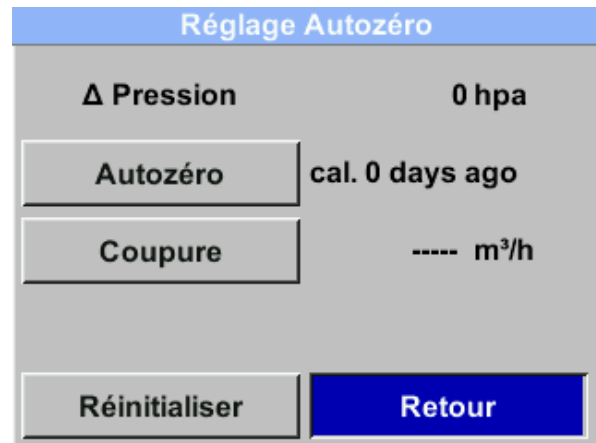 Réglage Autozéro
Δ Pression 0 hpa
Autozéro cal. 0 days ago
Coupure ----- m³/h
Réinitialiser Retour